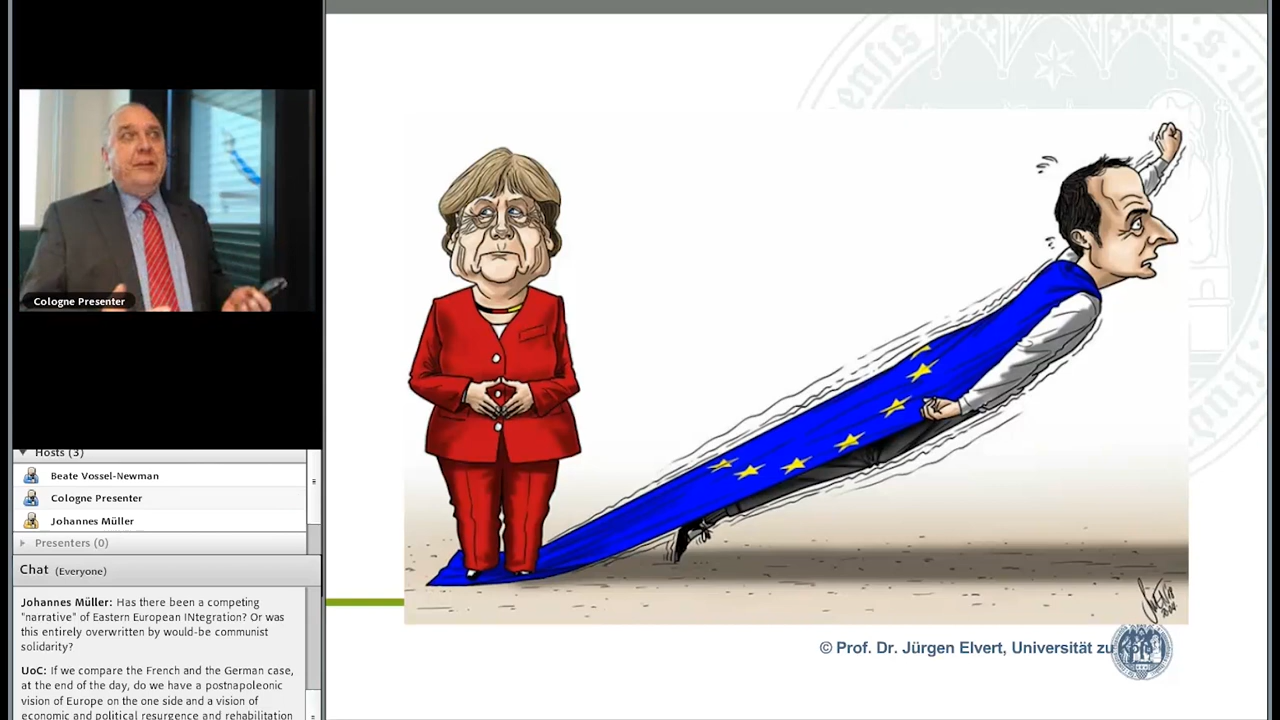 Cologne Presenter
Hosts (3)
Beate Vossel-Newman
Cologne Presenter
Johannes Müller
Presenters (0)
Chat (Everyone)
Johannes Müller: Has there been a competing
"narrative" of Eastern European INtegration? Or was
this entirely overwritten by would-be communist
solidarity?
UoC: If we compare the French and the German case,
at the end of the day, do we have a postnapoleonic
vision of Europe on the one side and a vision of
economic and political resurgence and rehabilitation
© Prof. Dr. Jürgen Elvert, Universität zu Köln